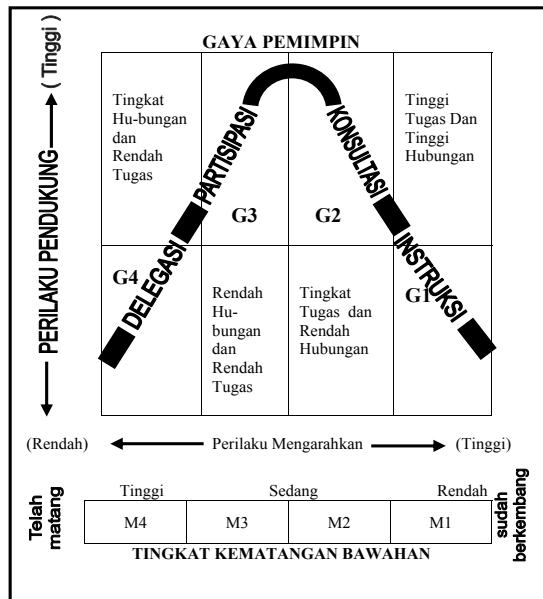 GAYA PEMIMPIN
( Tinggi )
PERILAKU PENDUKUNG
Tingkat
Hu-bungan
dan
Rendah
Tugas
PARTISIPASI
KONSULTASI
Tinggi
Tugas Dan
Tinggi
Hubungan
G3
G2
G4
DELEGASI
Rendah
Hu-
bungan
dan
Rendah
Tugas
Tingkat
Tugas dan
Rendah
Hubungan
G1
INSTRUKSI
(Rendah)
Perilaku Mengarahkan
(Tinggi)
Telah
matang
Tinggi Sedang Rendah
M4 M3 M2 M1
sudah
berkembang
TINGKAT KEMATANGAN BAWAHAN